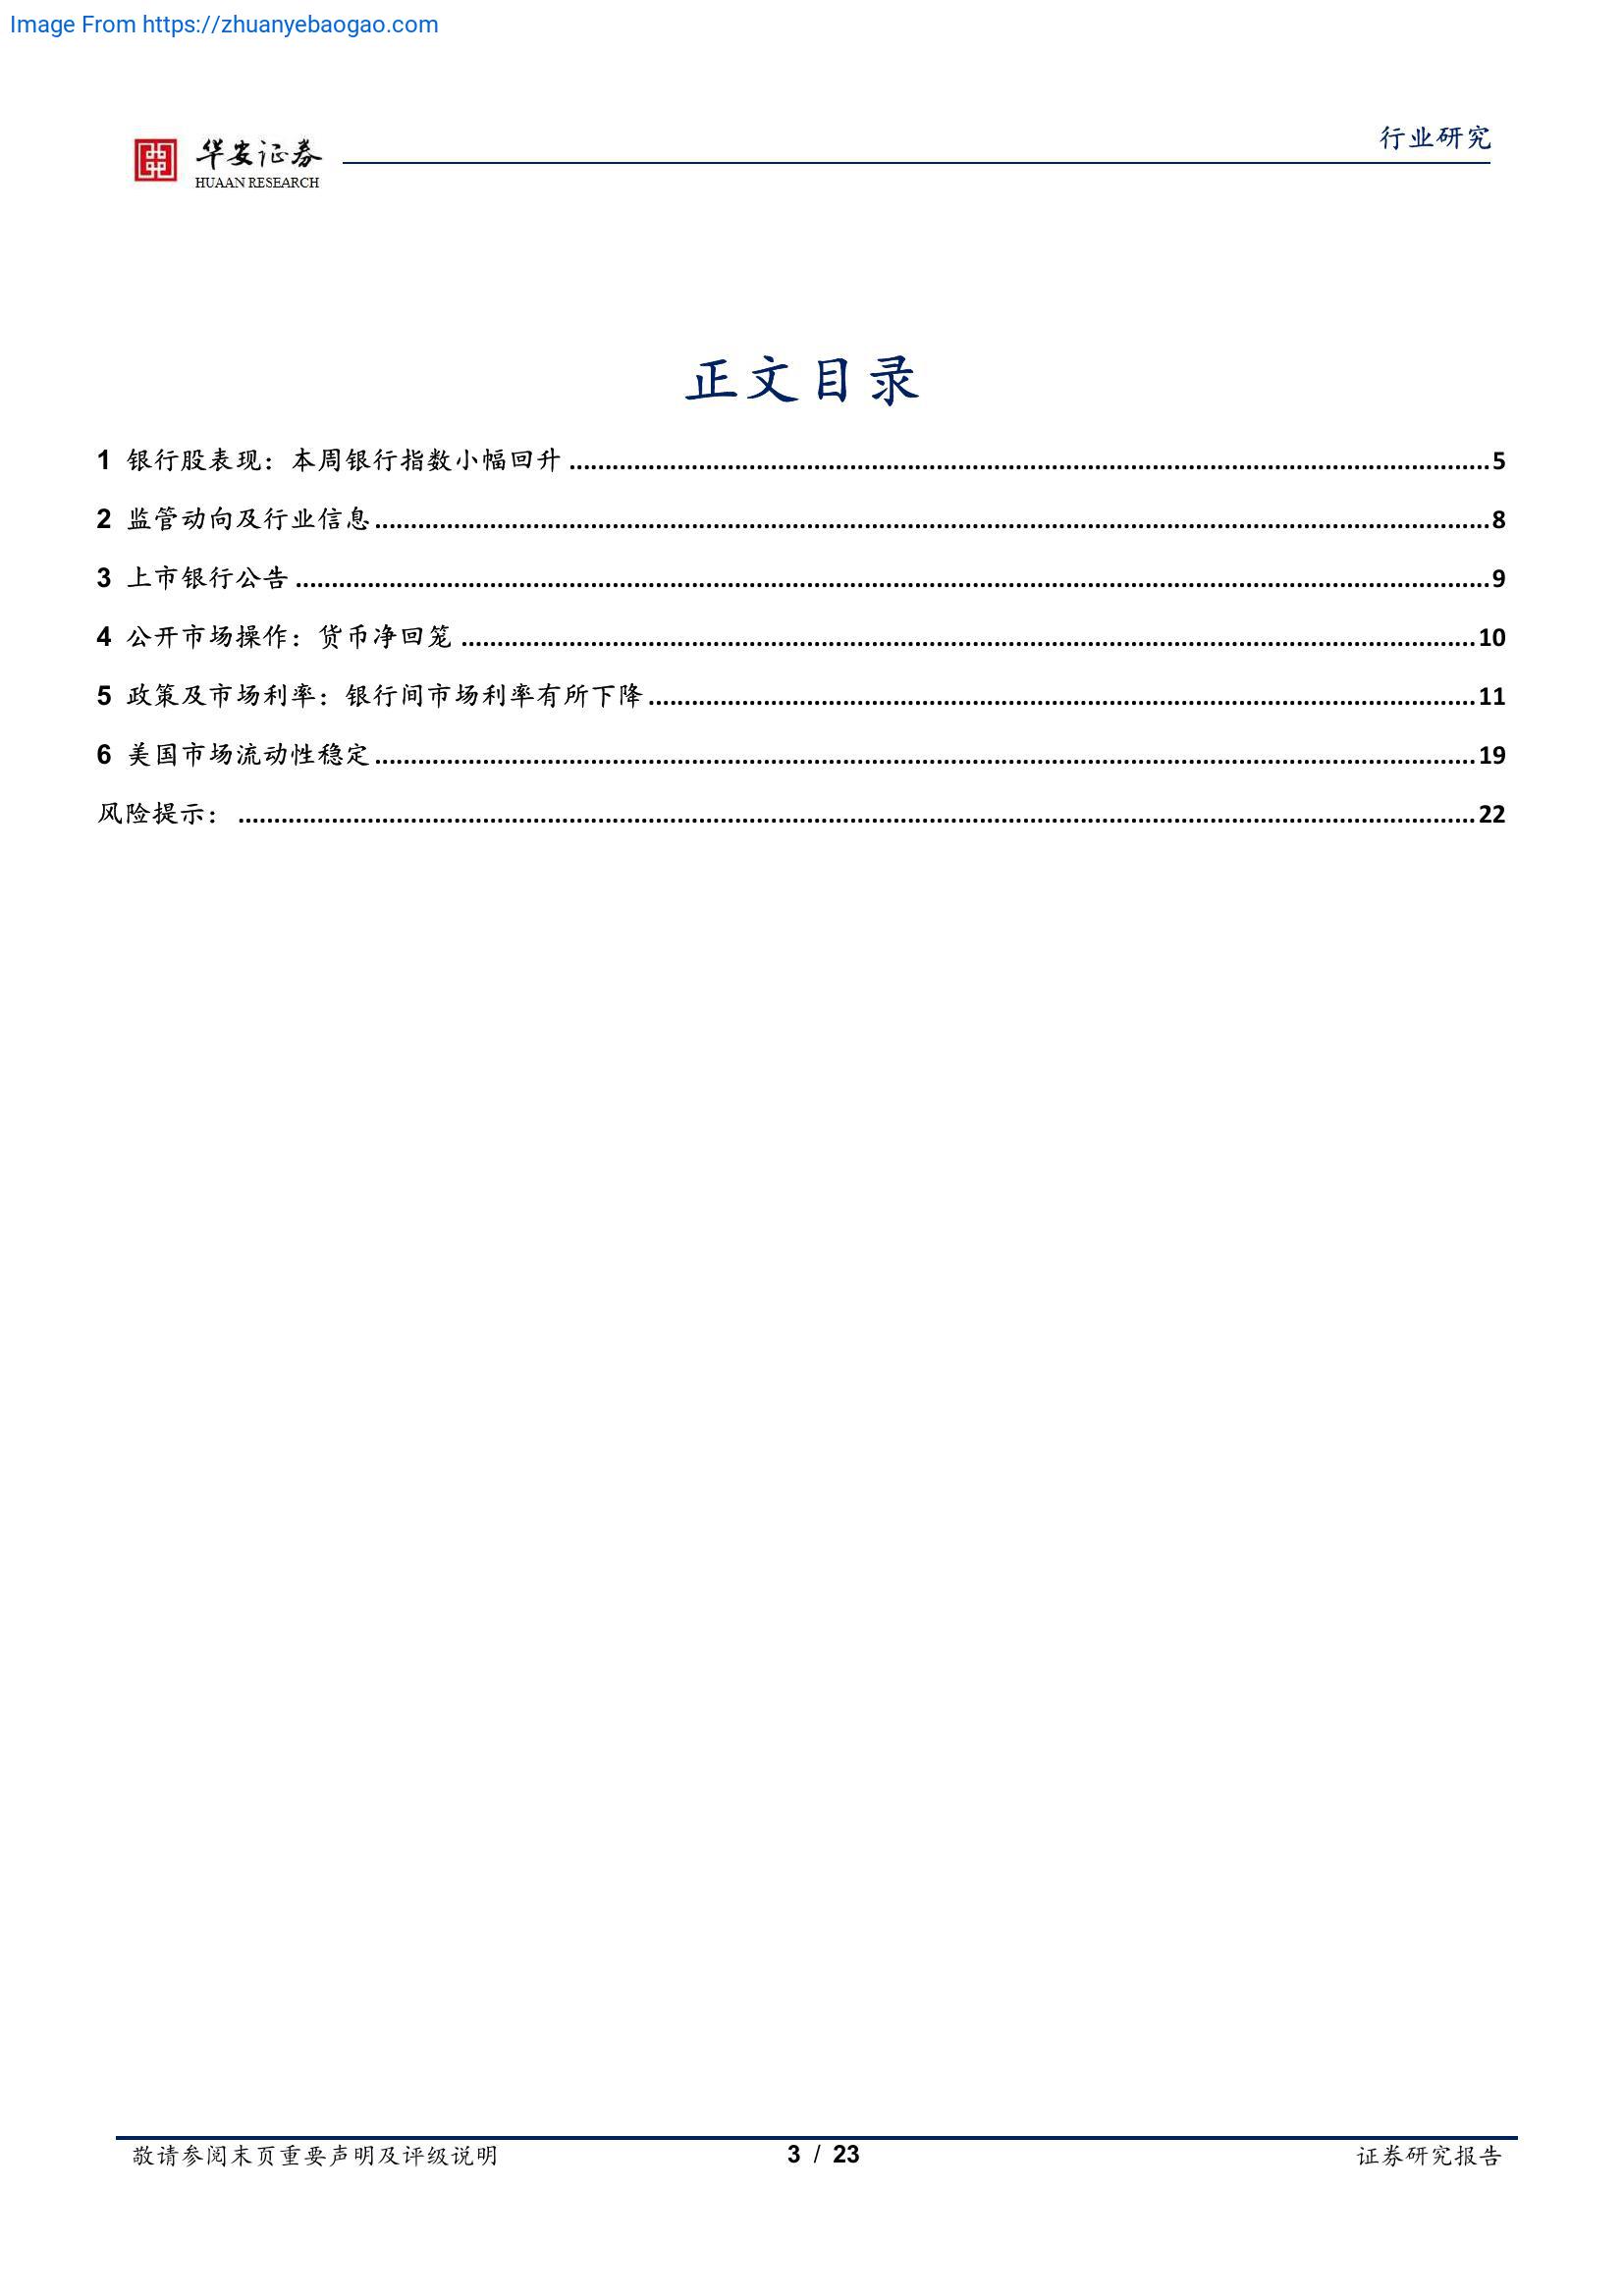 Image From https://zhuanyebaogao.com
行业研究
华安证券
HUAAN RESEARCH
正文目录
1 银行股表现：本周银行指数小幅回升 ........................................ 5
2 监管动向及行业信息 ........................................ 8
3 上市银行公告 ........................................ 9
4 公开市场操作：货币净回笼 ........................................ 10
5 政策及市场利率：银行间市场利率有所下降 ........................................ 11
6 美国市场流动性稳定 ........................................ 19
风险提示： ........................................ 22
敬请参阅末页重要声明及评级说明 3 / 23 证券研究报告